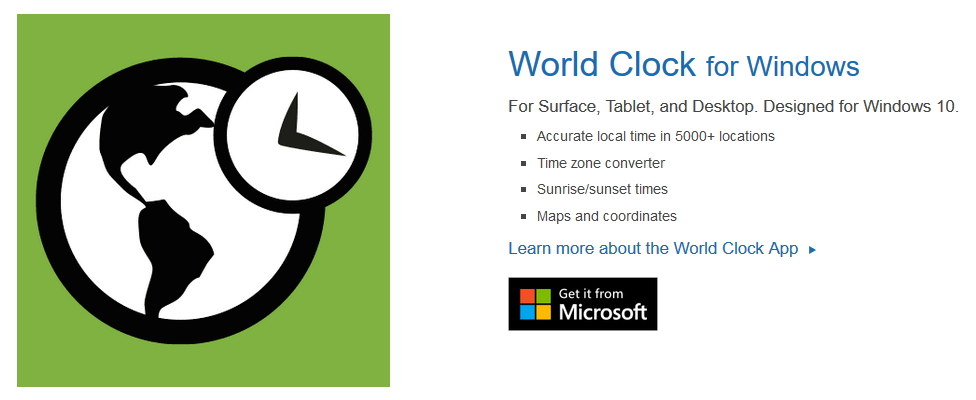 World Clock for Windows
For Surface, Tablet, and Desktop. Designed for Windows 10.
Accurate local time in 5000+ locations
Time zone converter
Sunrise/sunset times
Maps and coordinates
Learn more about the World Clock App
Get it from
Microsoft